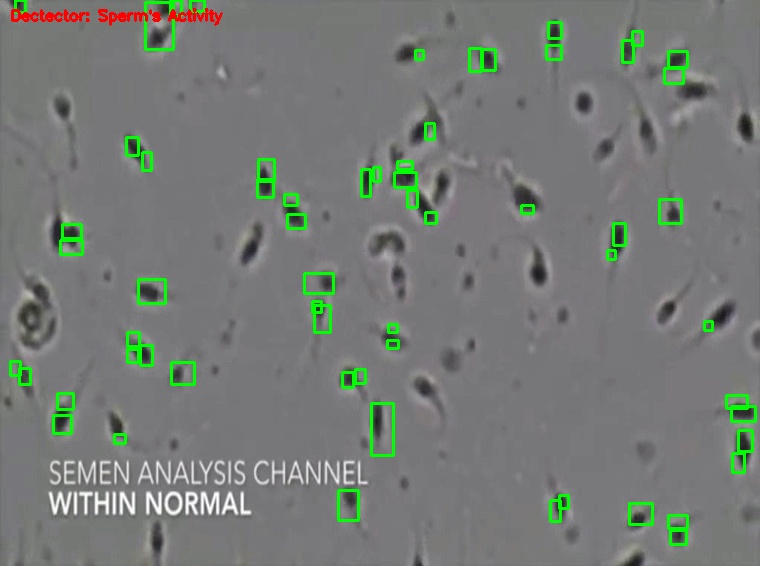 Dectector: Sperm's Activity
SEMEN ANALYSIS CHANNEL
WITHIN NORMAL